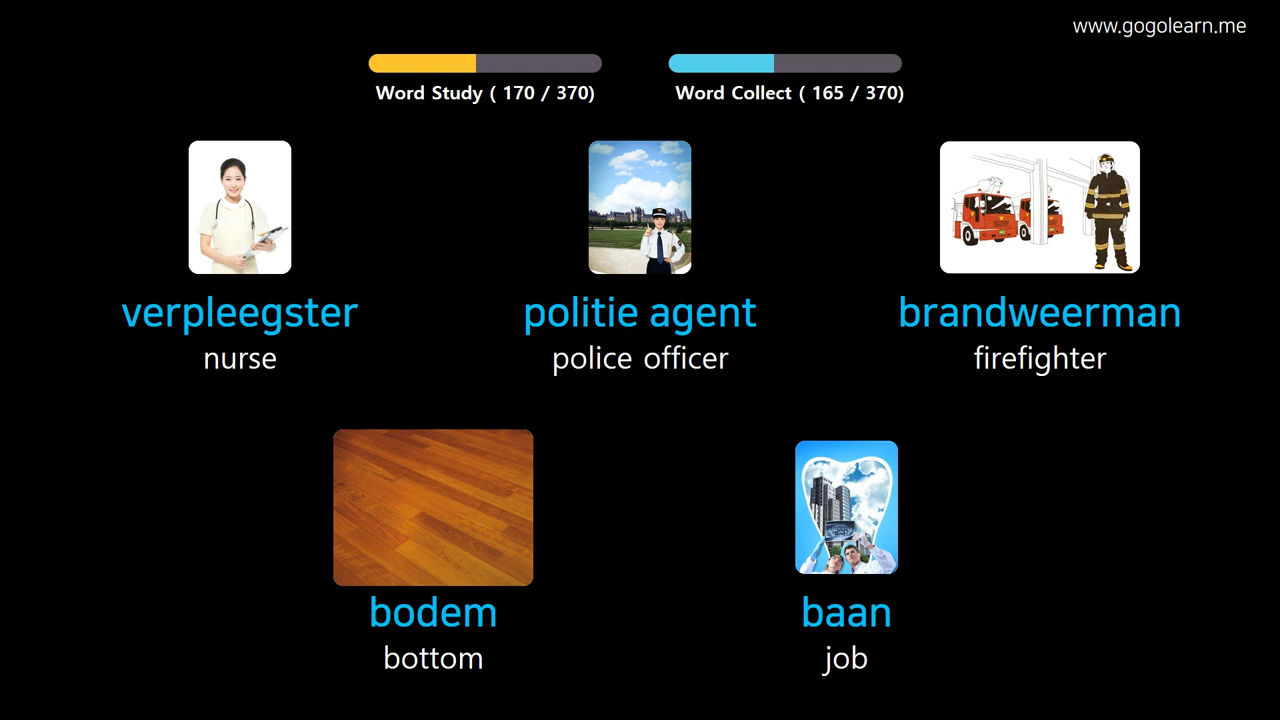 www.gogolearn.me
Word Study ( 170 / 370)
Word Collect ( 165 / 370)
verpleegster
nurse
politie agent
police officer
brandweerman
firefighter
bodem
bottom
baan
job